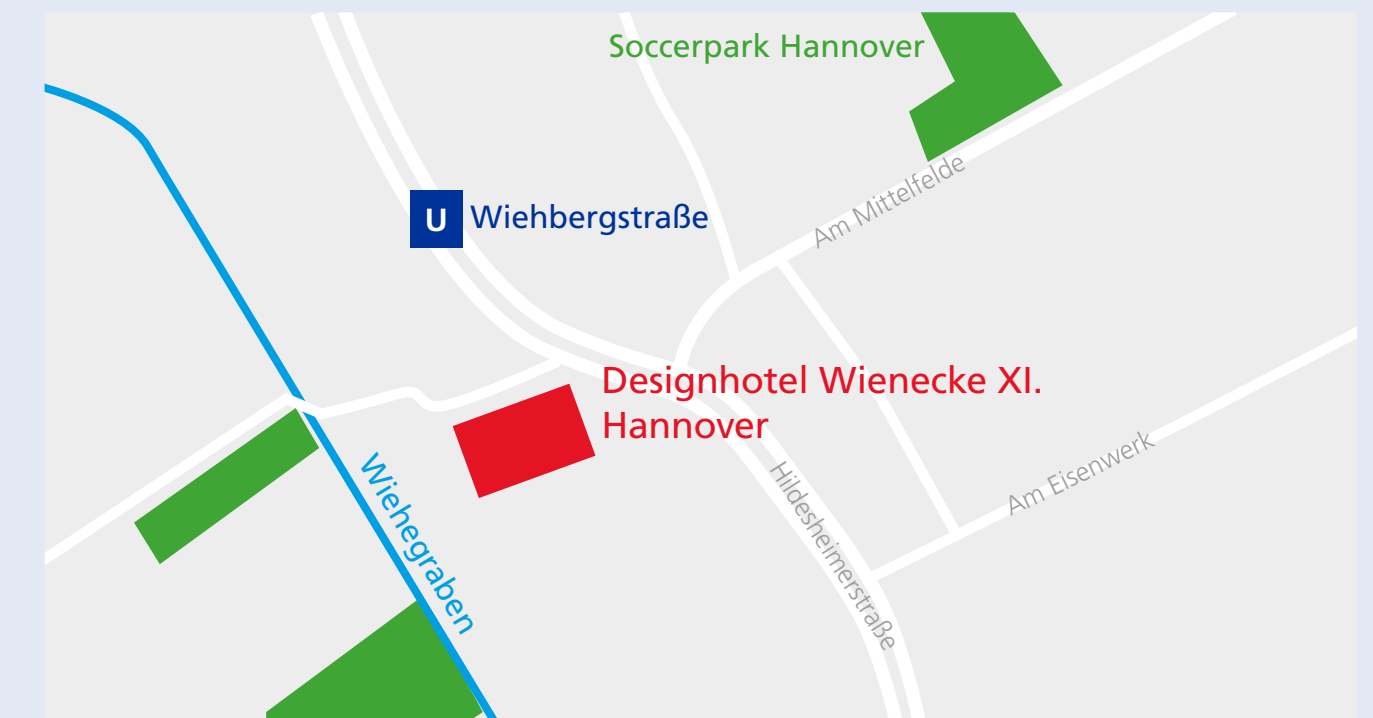 Soccerpark Hannover
Am Mittelfelde
U Wiehbergstraße
Designhotel Wienecke XI.
Hannover
Am Eisenwerk
Wiehegraben
Hildesheimerstraße